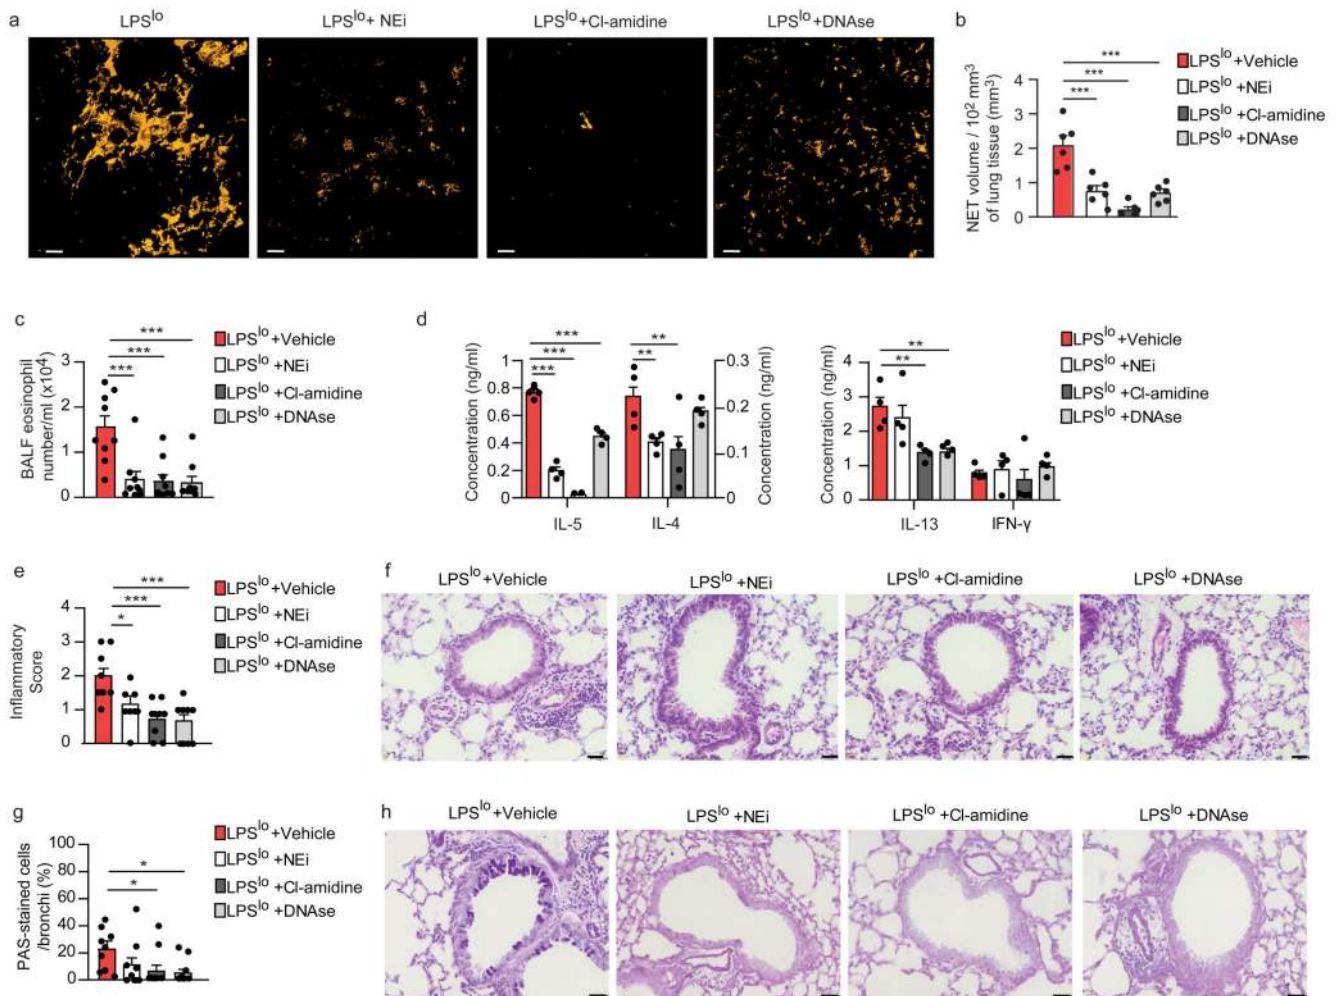 a
LPSlo
LPSlo+ NEi
LPSlo+Cl-amidine
LPSlo+DNAse
b
NET volume / 10² mm³
of lung tissue (mm³)
4
3
2
1
0
***
***
***
LPSlo +Vehicle
LPSlo +NEi
LPSlo +Cl-amidine
LPSlo +DNAse
c
BALF eosinophil
number/ml (x10⁴)
3
2
1
0
***
***
***
LPSlo +Vehicle
LPSlo +NEi
LPSlo +Cl-amidine
LPSlo +DNAse
d
Concentration (ng/ml)
1
0.8
0.6
0.4
0.2
0
***
***
***
**
**
0.3
0.2
0.1
0
Concentration (ng/ml)
IL-5
IL-4
Concentration (ng/ml)
4
3
2
1
0
**
**
IL-13
IFN-γ
LPSlo +Vehicle
LPSlo +NEi
LPSlo +Cl-amidine
LPSlo +DNAse
e
Inflammatory
Score
4
3
2
1
0
***
***
*
LPSlo +Vehicle
LPSlo +NEi
LPSlo +Cl-amidine
LPSlo +DNAse
f
LPSlo +Vehicle
LPSlo +NEi
LPSlo +Cl-amidine
LPSlo +DNAse
g
PAS-stained cells
/bronchi (%)
100
80
60
40
20
0
*
*
LPSlo +Vehicle
LPSlo +NEi
LPSlo +Cl-amidine
LPSlo +DNAse
h
LPSlo +Vehicle
LPSlo +NEi
LPSlo +Cl-amidine
LPSlo +DNAse